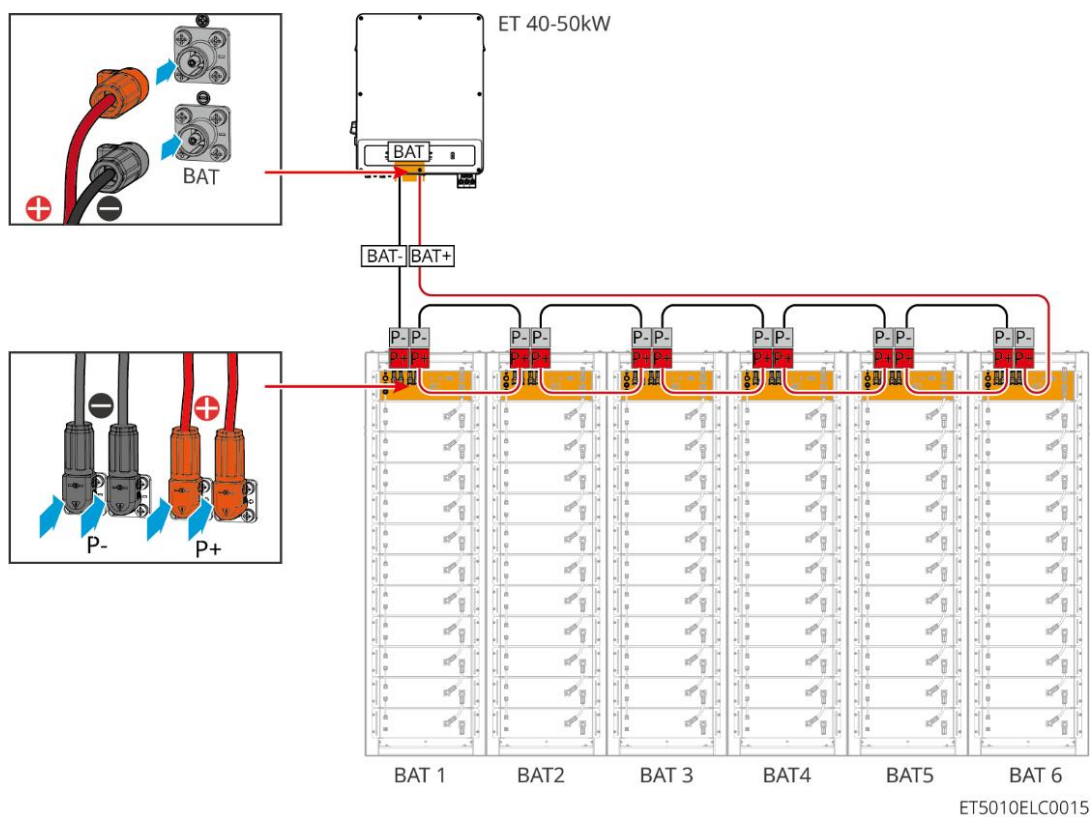 ET 40-50kW
BAT
BAT
BAT- BAT+
P- P- P- P- P- P- P- P- P- P- P- P-
P+ P+ P+ P+ P+ P+ P+ P+ P+ P+ P+ P+
P- P+
BAT 1 BAT2 BAT 3 BAT4 BAT5 BAT 6
ET5010ELC0015